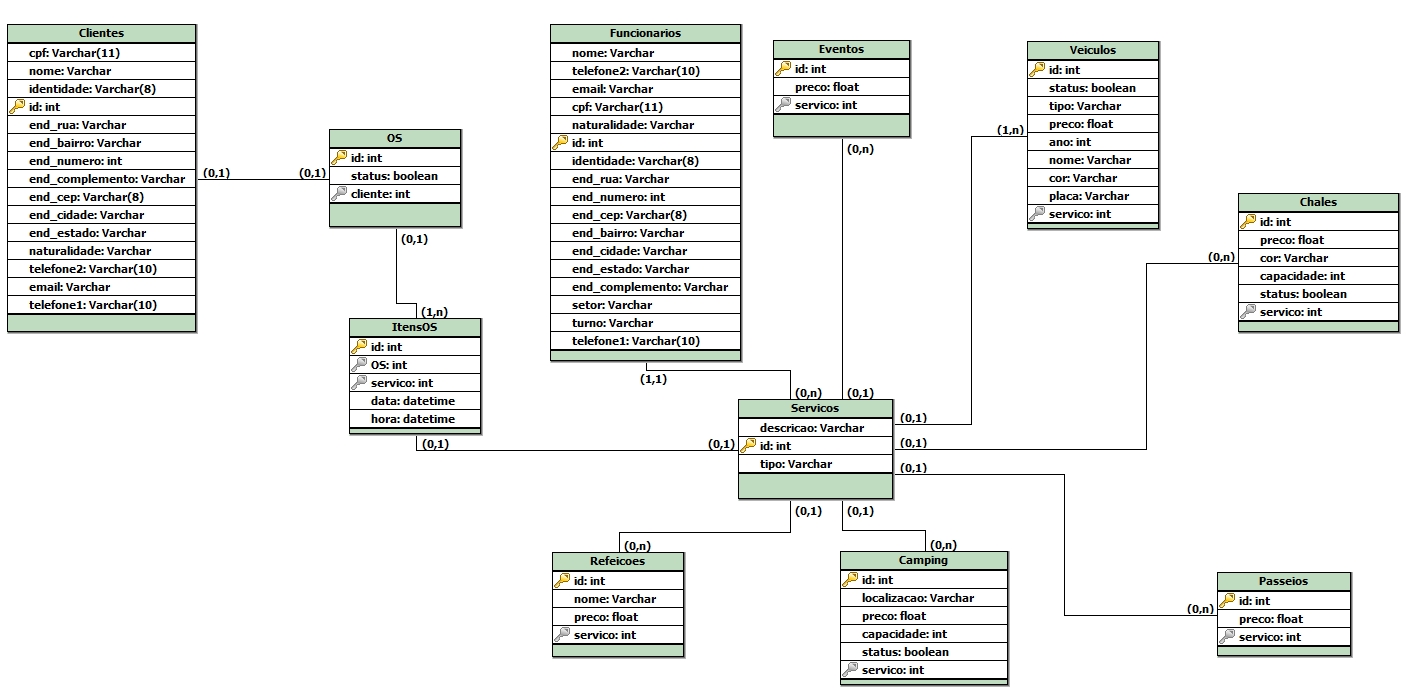 Clientes
cpf: Varchar(11)
nome: Varchar
identidade: Varchar(8)
id: int
end_rua: Varchar
end_bairro: Varchar
end_numero: int
end_complemento: Varchar
end_cep: Varchar(8)
end_cidade: Varchar
end_estado: Varchar
naturalidade: Varchar
telefone2: Varchar(10)
email: Varchar
telefone1: Varchar(10)
(0,1)
(0,1)
OS
id: int
status: boolean
cliente: int
(0,1)
(1,n)
ItensOS
id: int
OS: int
servico: int
data: datetime
hora: datetime
(0,1)
(0,1)
Funcionarios
nome: Varchar
telefone2: Varchar(10)
email: Varchar
cpf: Varchar(11)
naturalidade: Varchar
id: int
identidade: Varchar(8)
end_rua: Varchar
end_numero: int
end_cep: Varchar(8)
end_bairro: Varchar
end_cidade: Varchar
end_estado: Varchar
end_complemento: Varchar
setor: Varchar
turno: Varchar
telefone1: Varchar(10)
(1,1)
(0,n)
Eventos
id: int
preco: float
servico: int
(0,n)
(0,1)
Servicos
descricao: Varchar
id: int
tipo: Varchar
Veiculos
id: int
status: boolean
tipo: Varchar
preco: float
ano: int
nome: Varchar
cor: Varchar
placa: Varchar
servico: int
(1,n)
(0,1)
Chales
id: int
preco: float
cor: Varchar
capacidade: int
status: boolean
servico: int
(0,n)
(0,1)
(0,1)
(0,1)
(0,n)
Refeicoes
id: int
nome: Varchar
preco: float
servico: int
(0,1)
(0,n)
Camping
id: int
localizacao: Varchar
preco: float
capacidade: int
status: boolean
servico: int
(0,n)
Passeios
id: int
preco: float
servico: int